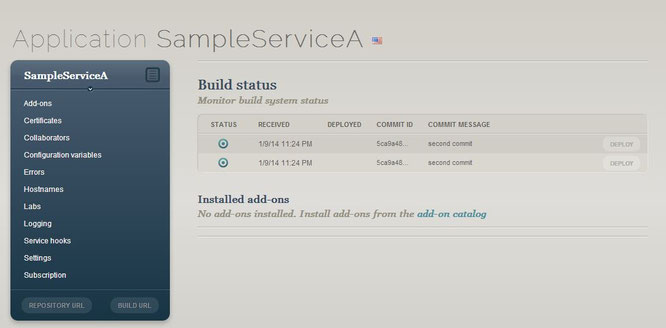 Application SampleServiceA
SampleServiceA
Add-ons
Certificates
Collaborators
Configuration variables
Errors
Hostnames
Labs
Logging
Service hooks
Settings
Subscription
REPOSITORY URL BUILD URL
Build status
Monitor build system status
STATUS RECEIVED DEPLOYED COMMIT ID COMMIT MESSAGE
1/9/14 11:24 PM 5ca9a48... second commit DEPLOY
1/9/14 11:24 PM 5ca9a48... second commit DEPLOY
Installed add-ons
No add-ons installed. Install add-ons from the add-on catalog